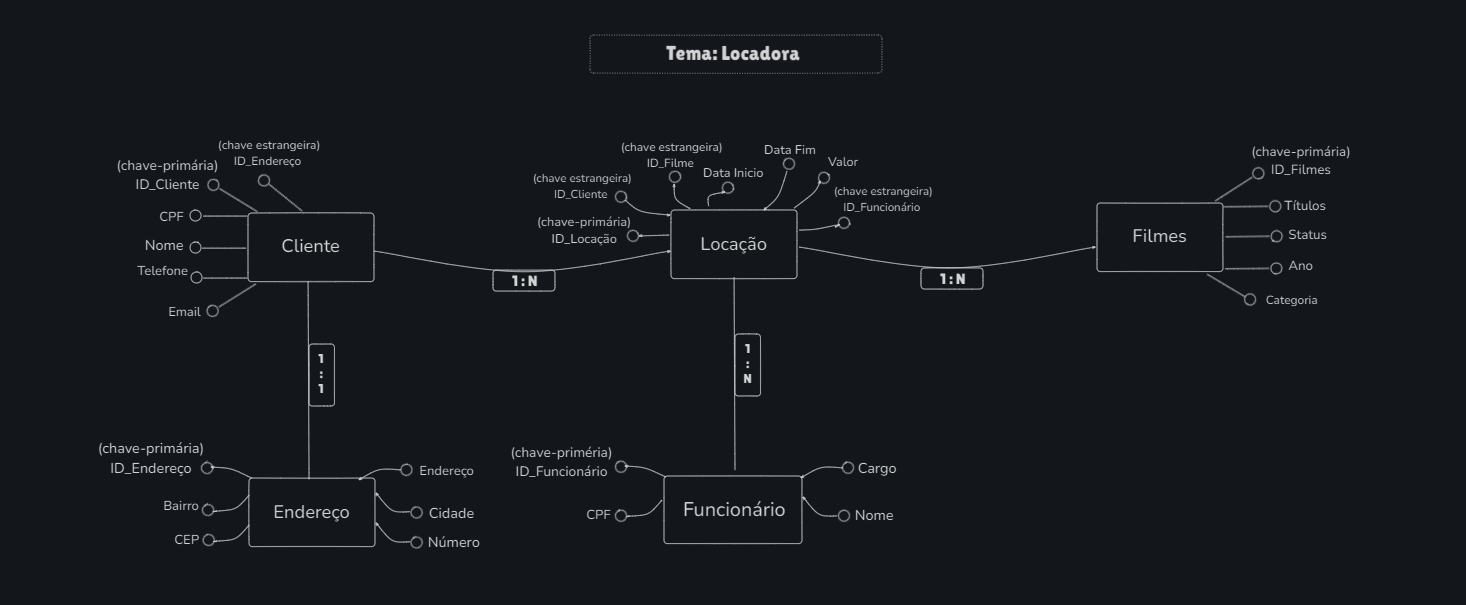 Tema: Locadora
(chave-primária)
ID_Cliente
(chave estrangeira)
ID_Endereço
CPF
Nome
Telefone
Email
Cliente
1:N
(chave estrangeira)
ID_Cliente
(chave-primária)
ID_Locação
(chave estrangeira)
ID_Filme
Data Inicio
Data Fim
Valor
(chave estrangeira)
ID_Funcionário
Locação
1:N
(chave-primária)
ID_Filmes
Títulos
Status
Ano
Categoria
Filmes
1
:
1
1
:
N
(chave-primária)
ID_Endereço
Bairro
CEP
Endereço
Endereço
Cidade
Número
(chave-priméria)
ID_Funcionário
CPF
Funcionário
Cargo
Nome